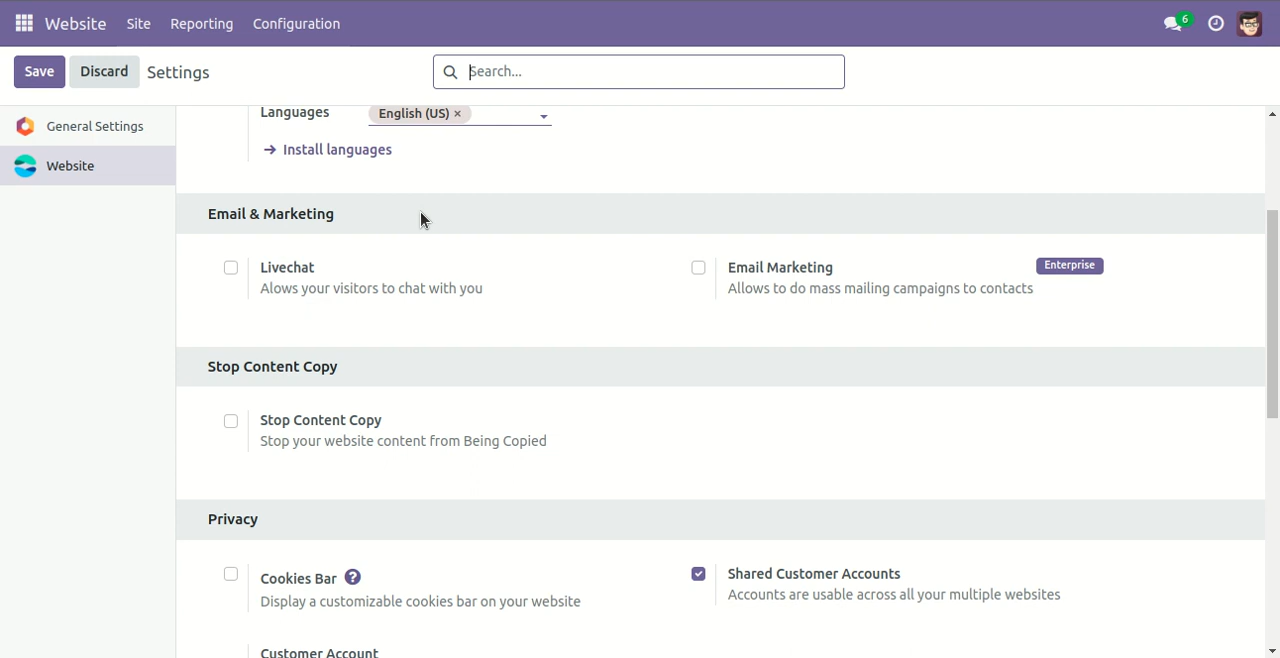 Website Site Reporting Configuration 6
Save Discard Settings Search...
General Settings
Website
Languages English (US) ×
→ Install languages
Email & Marketing
Livechat
Alows your visitors to chat with you
Email Marketing Enterprise
Allows to do mass mailing campaigns to contacts
Stop Content Copy
Stop Content Copy
Stop your website content from Being Copied
Privacy
Cookies Bar ?
Display a customizable cookies bar on your website
Shared Customer Accounts
Accounts are usable across all your multiple websites
Customer Account